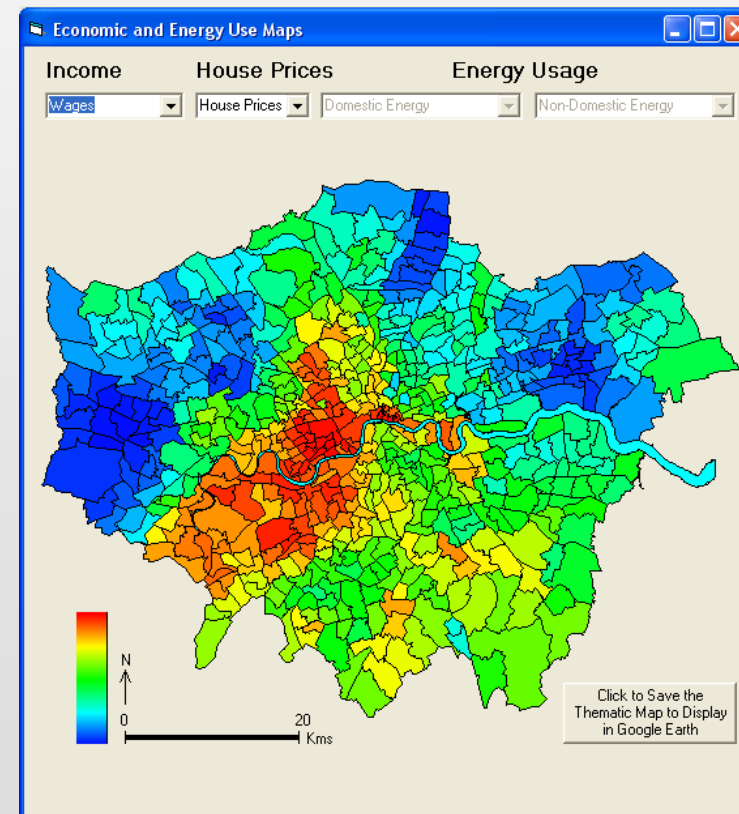 Economic and Energy Use Maps
Income House Prices Energy Usage
Wages House Prices Domestic Energy Non-Domestic Energy
N
0 20
Kms
Click to Save the
Thematic Map to Display
in Google Earth